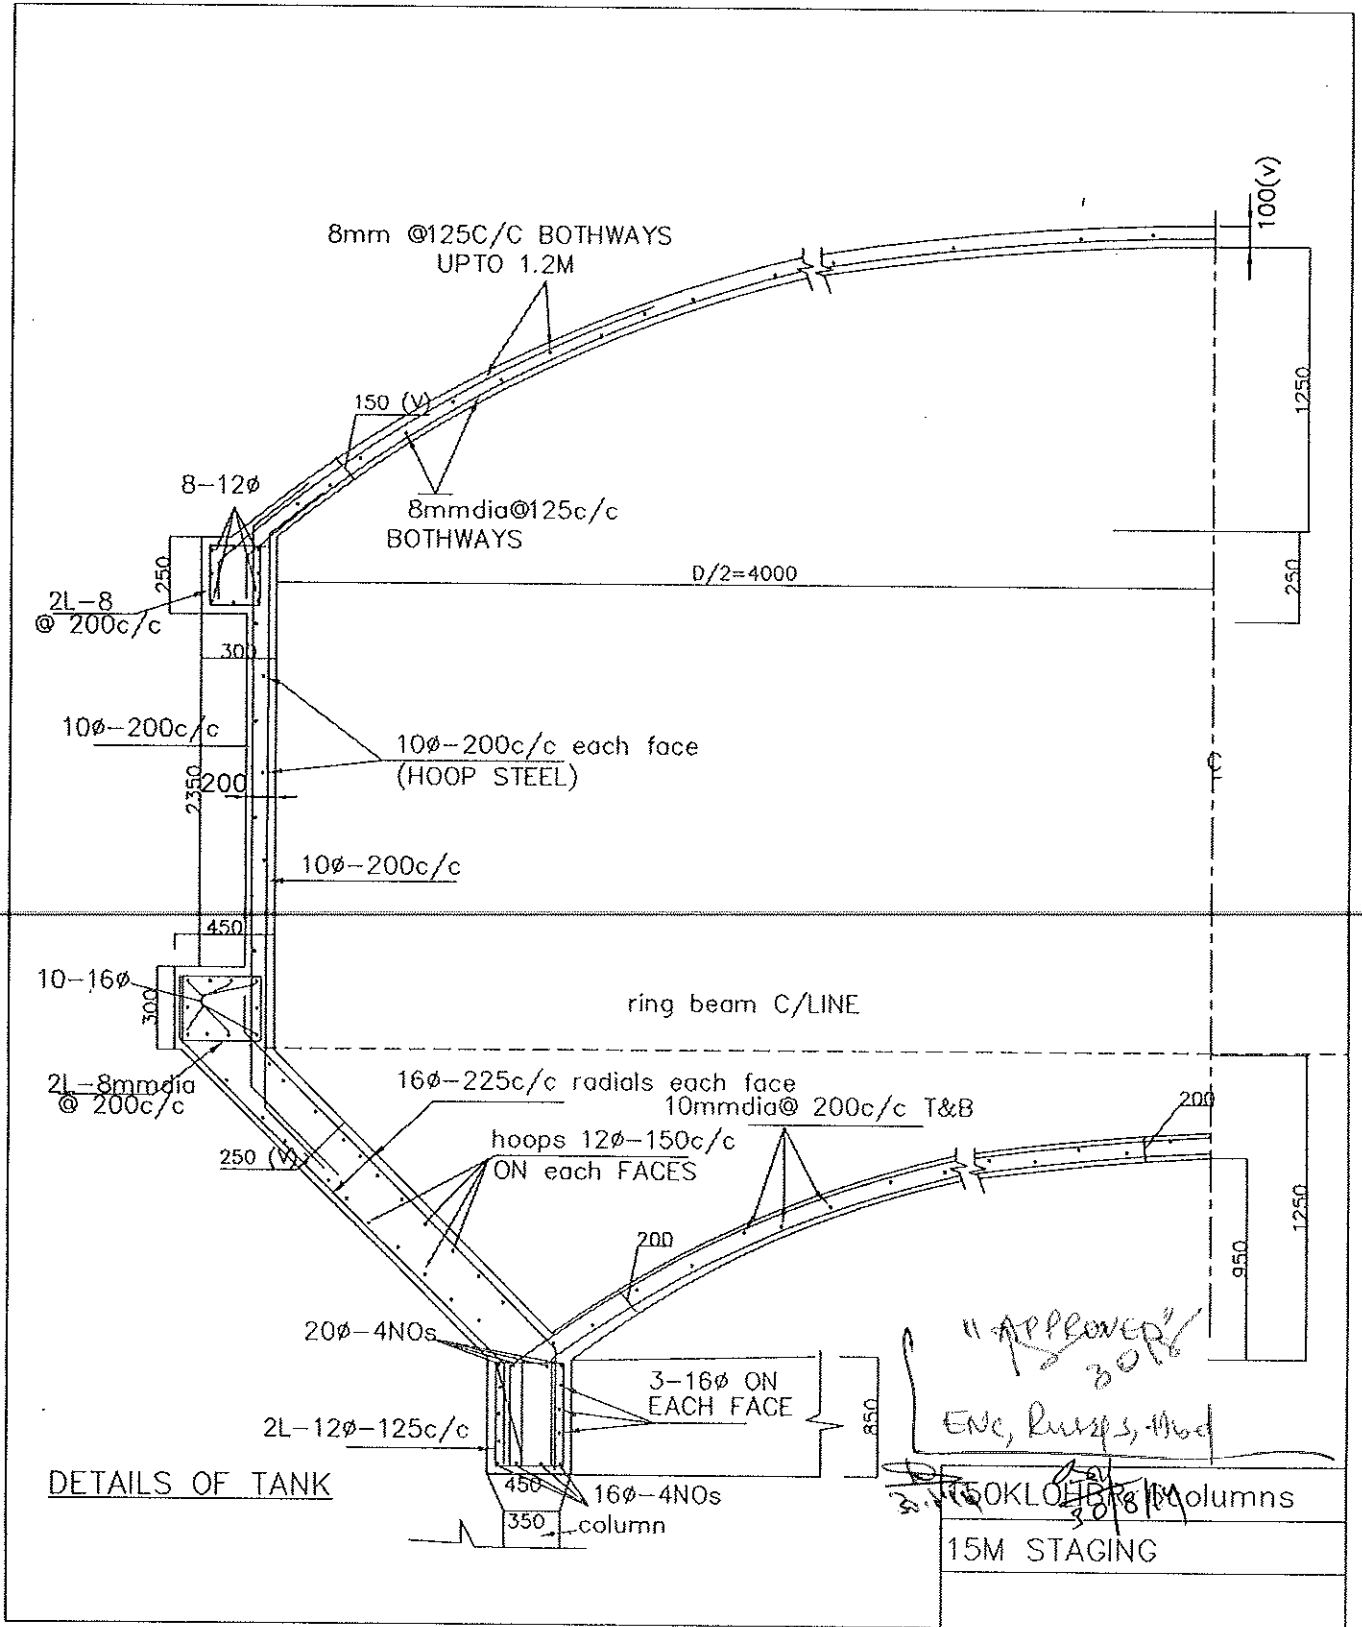 100(v)
8mm @125C/C BOTHWAYS
UPTO 1.2M
1250
150 (V)
8-12ø
8mmdia@125c/c
BOTHWAYS
250
D/2=4000
250
2L-8
@ 200c/c
300
10ø-200c/c
10ø-200c/c each face
(HOOP STEEL)
2350
200
10ø-200c/c
450
10-16ø
300
ring beam C/LINE
2L-8mmdia
@ 200c/c
16ø-225c/c radials each face
10mmdia@ 200c/c T&B
200
hoops 12ø-150c/c
ON each FACES
250 (V)
1250
950
200
20ø-4NOs
"APPROVED"
3-16ø ON
EACH FACE
850
2L-12ø-125c/c
ENC,
DETAILS OF TANK
450
16ø-4NOs
350
column
columns
30/8/14
15M STAGING